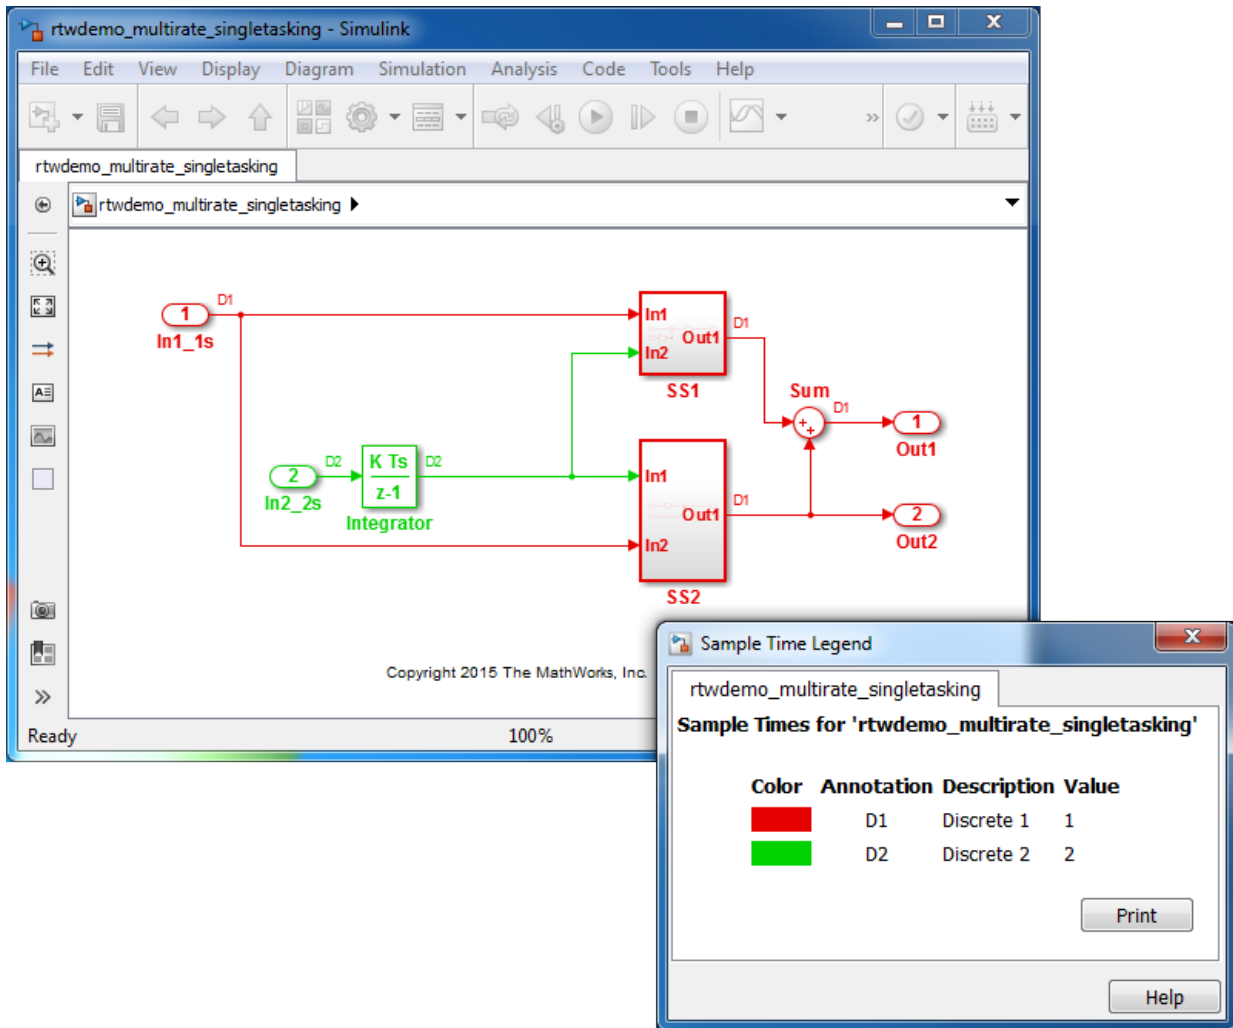 rtwdemo_multirate_singletasking - Simulink
File Edit View Display Diagram Simulation Analysis Code Tools Help
rtwdemo_multirate_singletasking
rtwdemo_multirate_singletasking
1
D1
In1_1s
In1
In2
Out1
D1
SS1
Sum
D1
1
Out1
2
D2
In2_2s
K Ts
z-1
D2
Integrator
In1
Out1
In2
D1
SS2
2
Out2
Copyright 2015 The MathWorks, Inc.
Ready
100%
Sample Time Legend
rtwdemo_multirate_singletasking
Sample Times for 'rtwdemo_multirate_singletasking'
Color Annotation Description Value
D1 Discrete 1 1
D2 Discrete 2 2
Print
Help